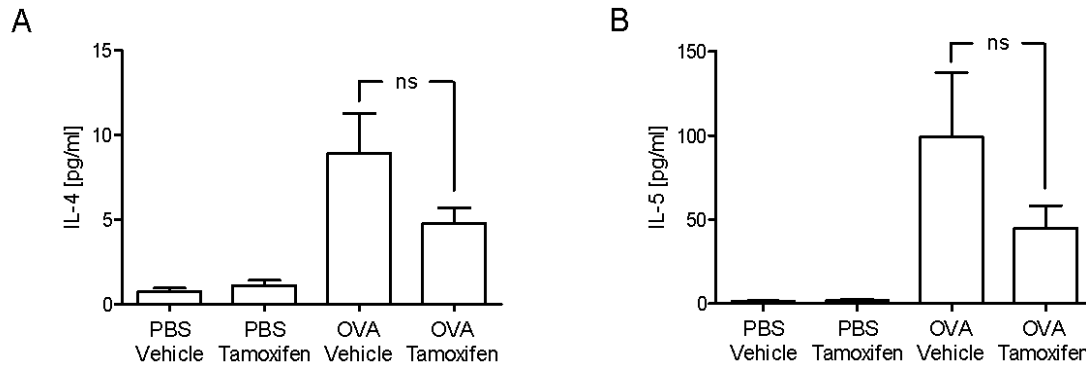 A
IL-4 [pg/ml]
15
10
5
0
ns
PBS
Vehicle
PBS
Tamoxifen
OVA
Vehicle
OVA
Tamoxifen
B
IL-5 [pg/ml]
150
100
50
0
ns
PBS
Vehicle
PBS
Tamoxifen
OVA
Vehicle
OVA
Tamoxifen